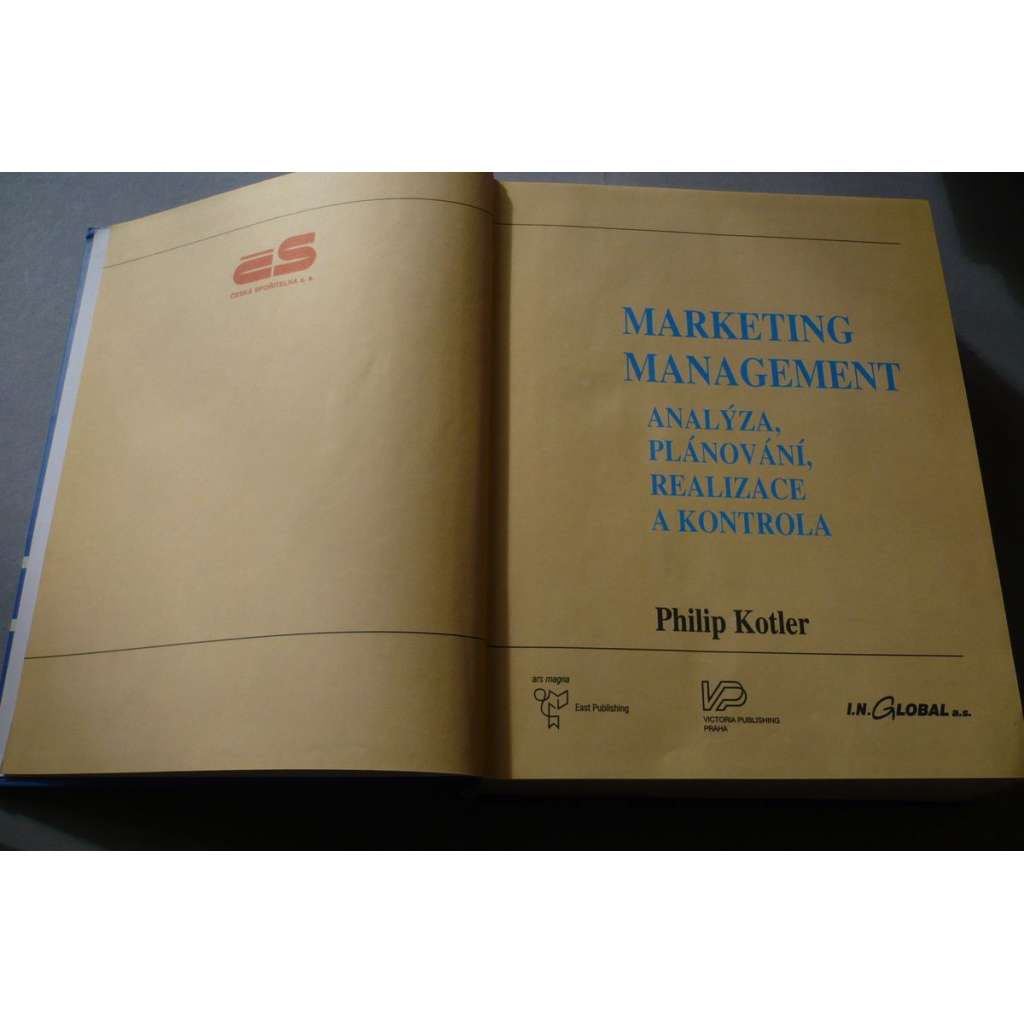 ČS
ČESKÁ SPOŘITELNA a. s.
MARKETING
MANAGEMENT
ANALÝZA,
PLÁNOVÁNÍ,
REALIZACE
A KONTROLA
Philip Kotler
ars magna
East Publishing
VP
VICTORIA PUBLISHING
PRAHA
I.N.GLOBAL a.s.